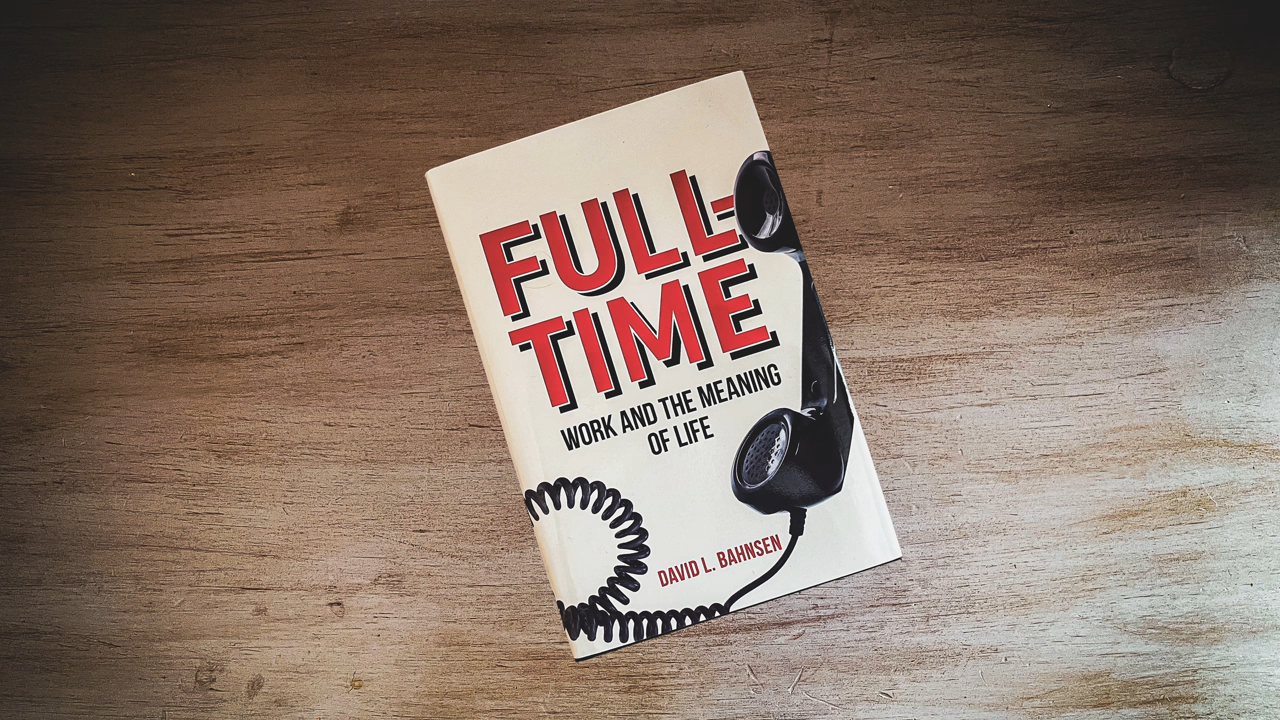 FULL-
TIME
WORK AND THE MEANING
OF LIFE
DAVID L. BAHNSEN